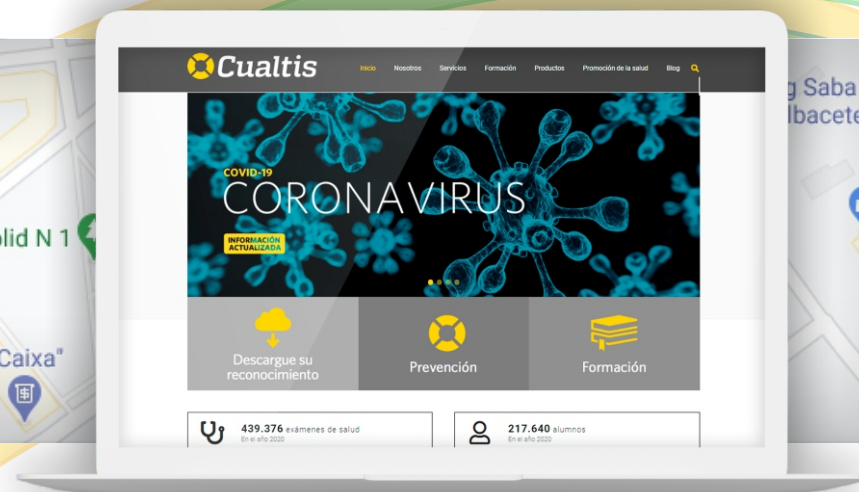 Cualtis
Inicio Nosotros Servicios Formación Productos Promoción de la salud Blog
COVID-19
CORONAVIRUS
INFORMACIÓN
ACTUALIZADA
Descargue su
reconocimiento
Prevención
Formación
439.376 exámenes de salud
En el año 2020
217.640 alumnos
En el año 2020
g Saba
lbacete
lid N 1
Caixa"